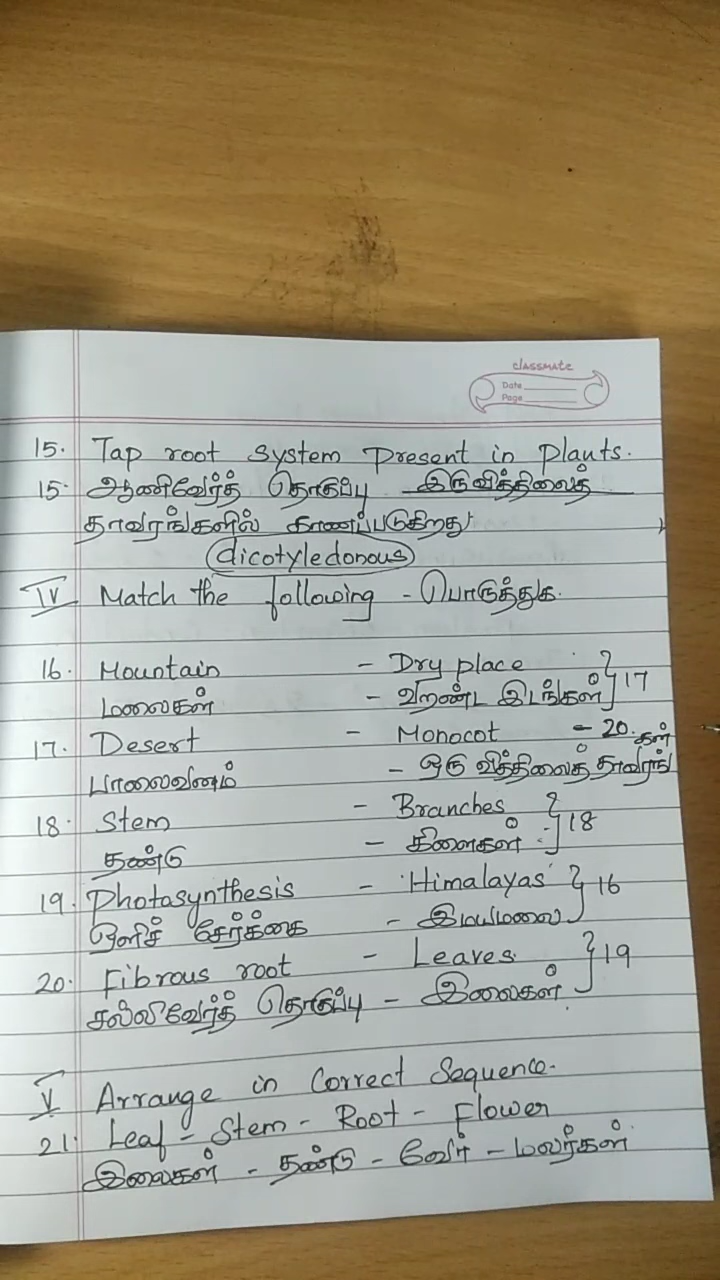 classmate
Date
Page
15. Tap root system present in plants.
15. ஆணிவேர்த் தொகுப்பு இருவித்திலைத்
தாவரங்களில் காணப்படுகிறது
dicotyledonous
IV Match the following - பொருத்துக.
16. Mountain - Dry place } 17
மலைகள் - வறண்ட இடங்கள்
17. Desert - Monocot - 20.
பாலைவனம் - ஒரு வித்திலைத் தாவரங்கள்
18. Stem - Branches } 18
தண்டு - கிளைகள்
19. Photasynthesis - Himalayas } 16
ஒளிச் சேர்க்கை - இமயமலை
20. Fibrous root - Leaves. } 19
சல்லிவேர்த் தொகுப்பு - இலைகள்
V Arrange in Correct Sequence.
21. Leaf - Stem - Root - Flower
இலைகள் - தண்டு - வேர் - மலர்கள்